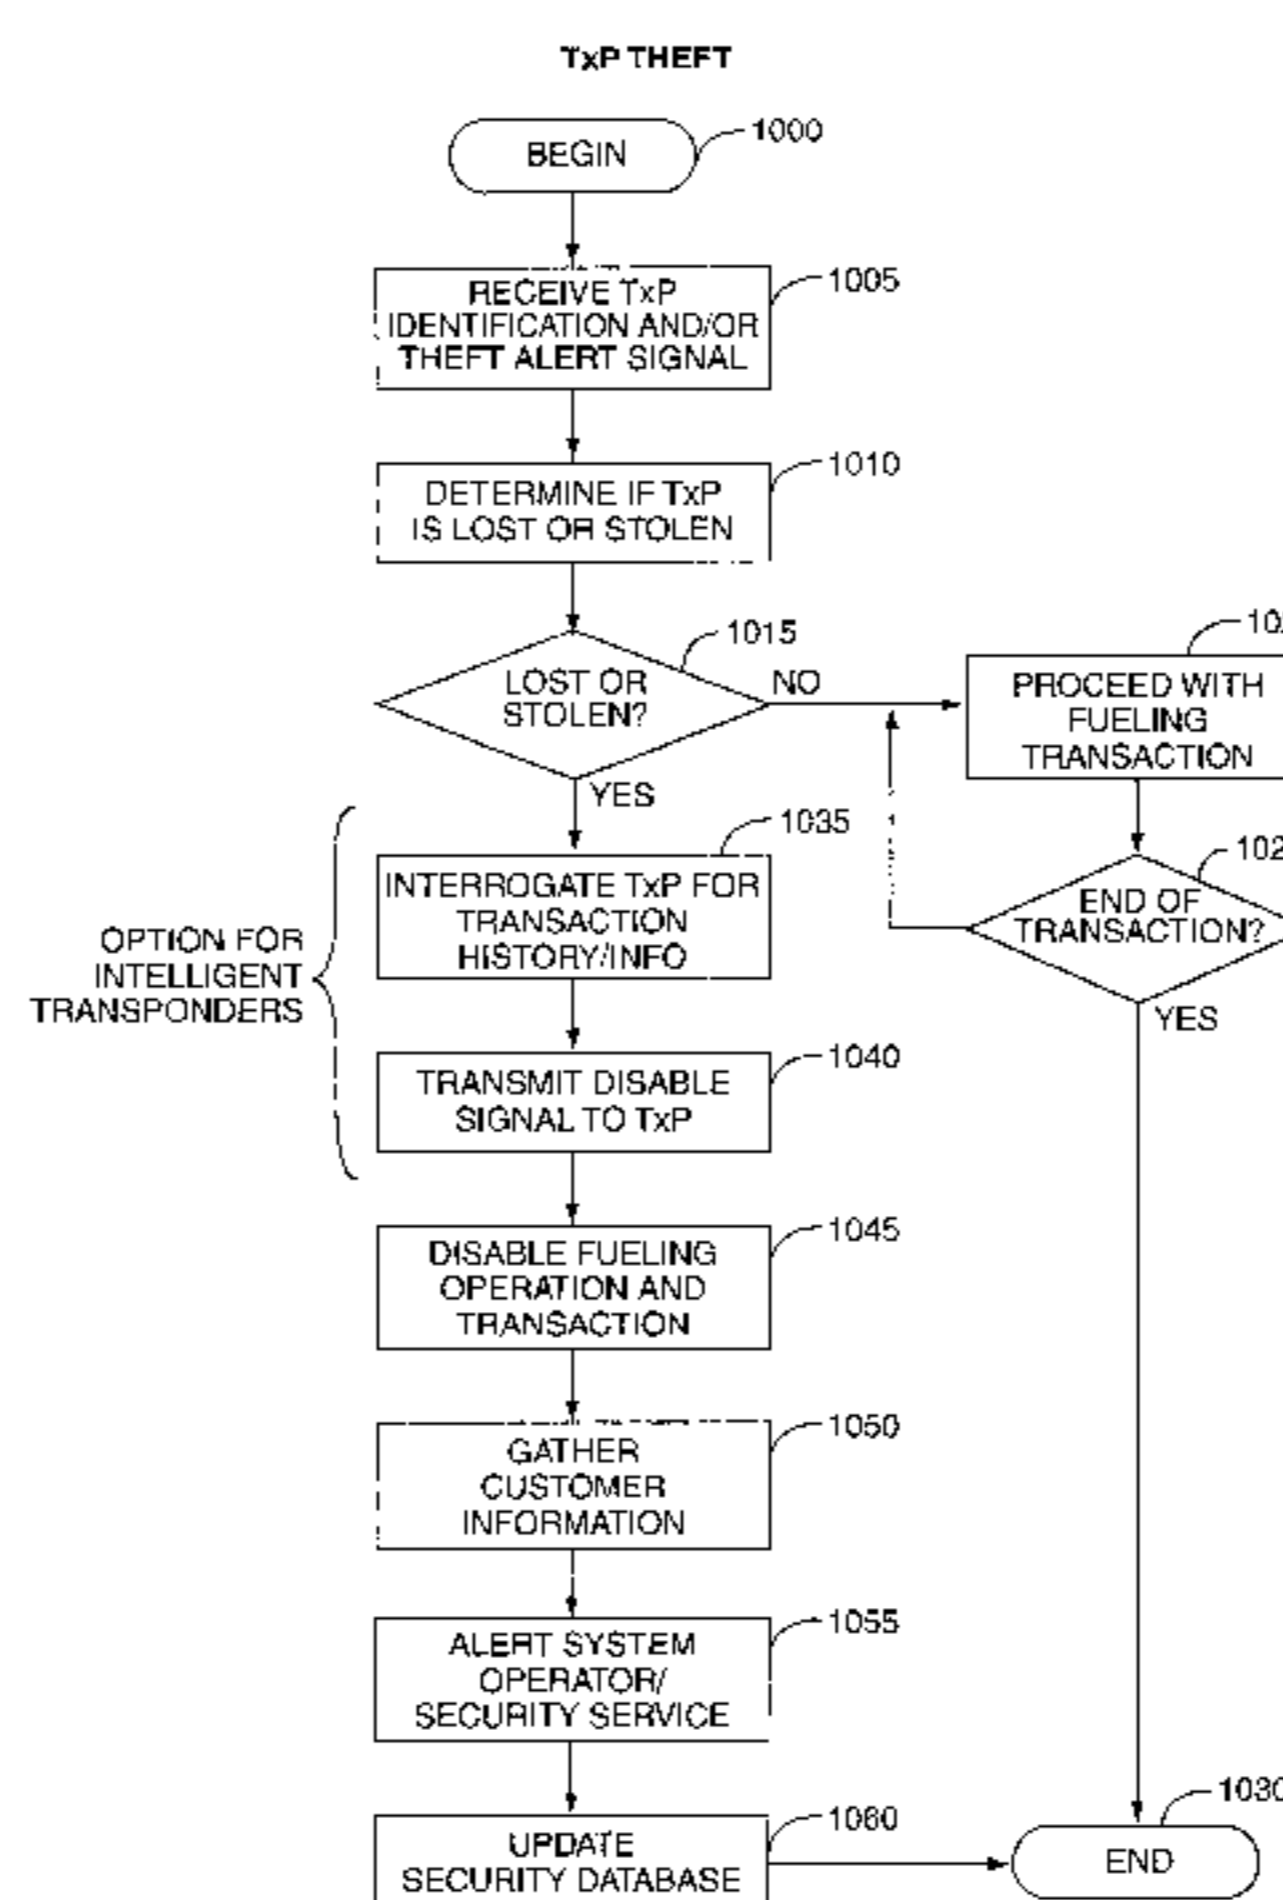 TxP THEFT
BEGIN
1000
RECEIVE TxP
IDENTIFICATION AND/OR
THEFT ALERT SIGNAL
1005
DETERMINE IF TxP
IS LOST OR STOLEN
1010
LOST OR
STOLEN?
1015
NO
YES
PROCEED WITH
FUELING
TRANSACTION
END OF
TRANSACTION?
YES
OPTION FOR
INTELLIGENT
TRANSPONDERS
INTERROGATE TxP FOR
TRANSACTION
HISTORY/INFO
1035
TRANSMIT DISABLE
SIGNAL TO TxP
1040
DISABLE FUELING
OPERATION AND
TRANSACTION
1045
GATHER
CUSTOMER
INFORMATION
1050
ALERT SYSTEM
OPERATOR/
SECURITY SERVICE
1055
UPDATE
SECURITY DATABASE
1060
END
1030